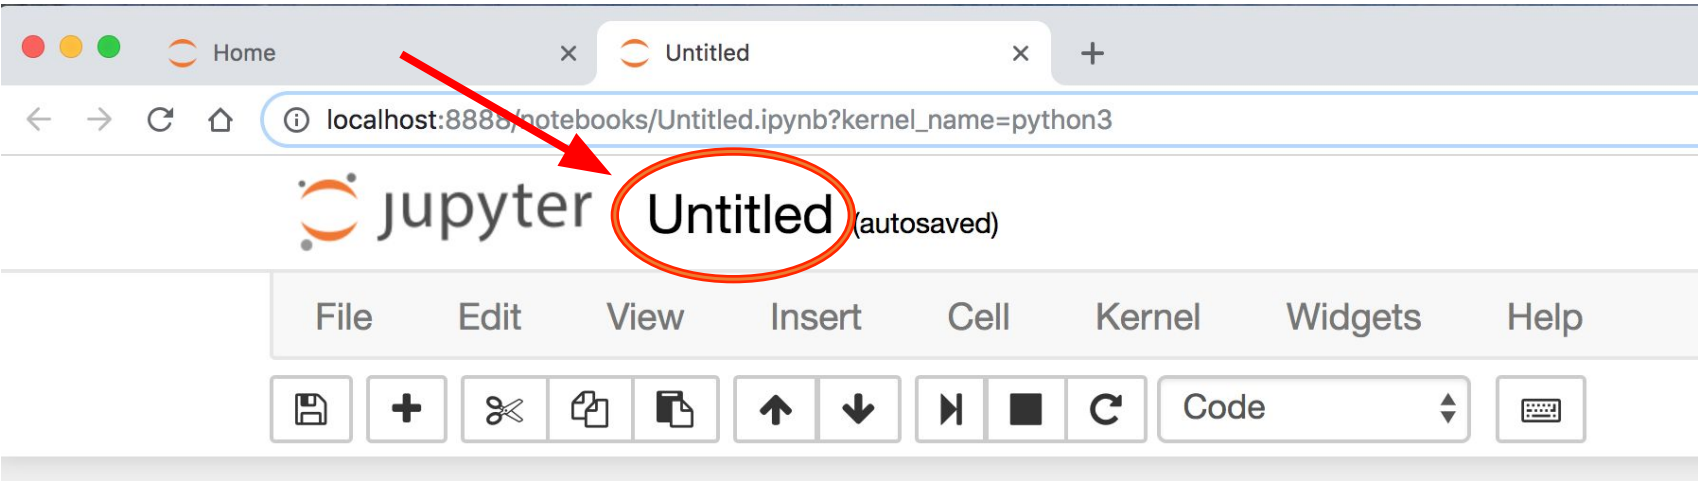 Home Untitled
localhost:8888/notebooks/Untitled.ipynb?kernel_name=python3
jupyter Untitled (autosaved)
File Edit View Insert Cell Kernel Widgets Help
Code